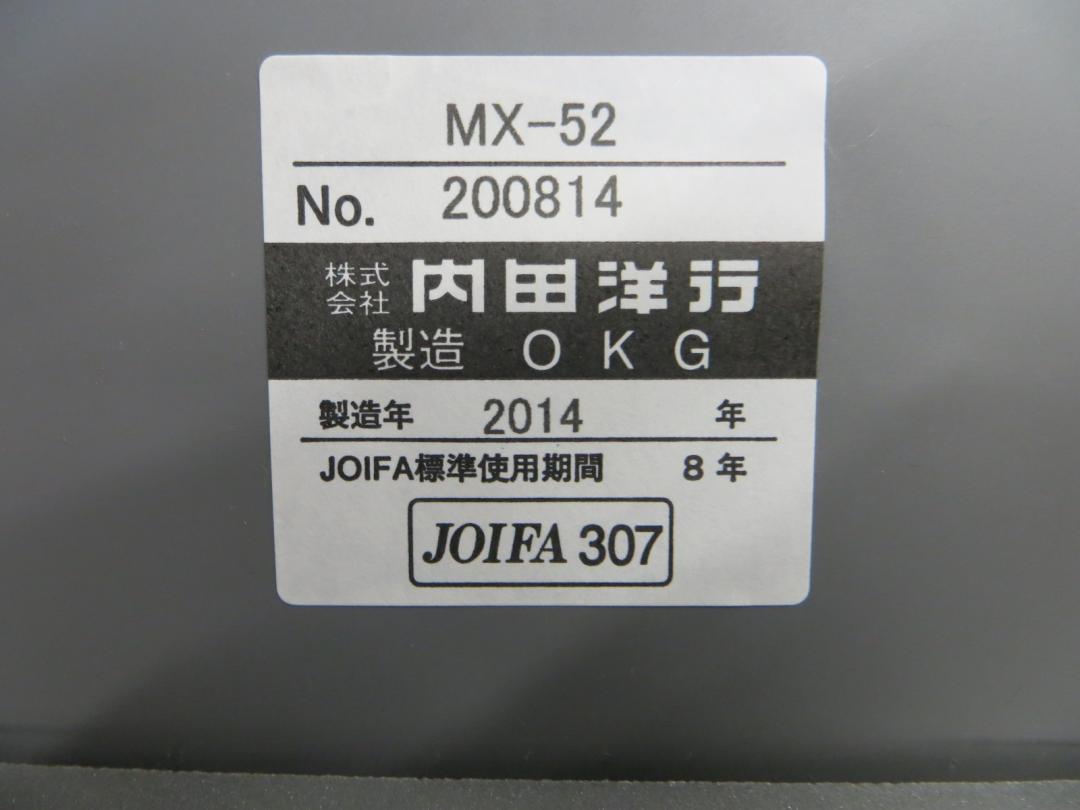 MX-52
No. 200814
株式会社 内田洋行
製造 OKG
製造年 2014 年
JOIFA標準使用期間 8年
JOIFA 307